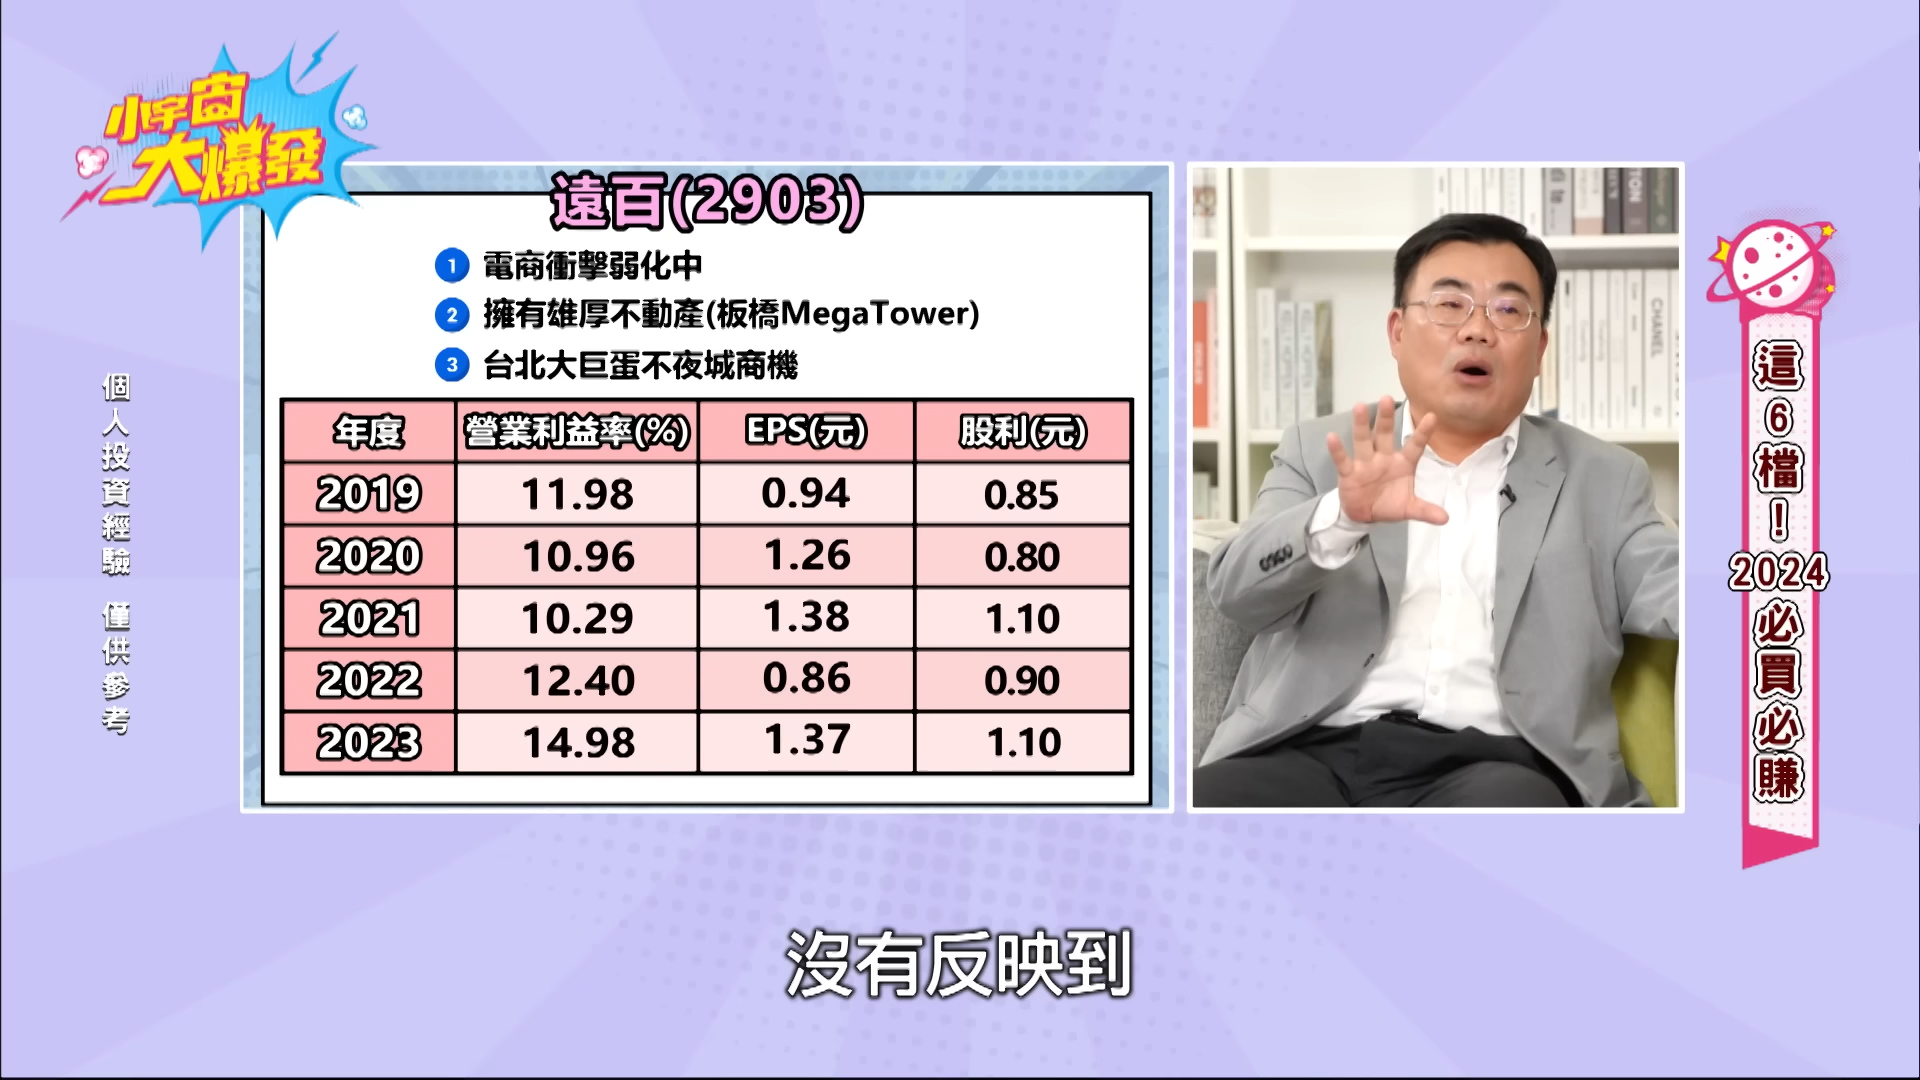 小宇宙
大爆發
遠百(2903)
1 電商衝擊弱化中
2 擁有雄厚不動產(板橋MegaTower)
3 台北大巨蛋不夜城商機
年度 營業利益率(%) EPS(元) 股利(元)
2019 11.98 0.94 0.85
2020 10.96 1.26 0.80
2021 10.29 1.38 1.10
2022 12.40 0.86 0.90
2023 14.98 1.37 1.10
個人投資經驗 僅供參考
CHANEL
這6檔!2024必買必賺
沒有反映到